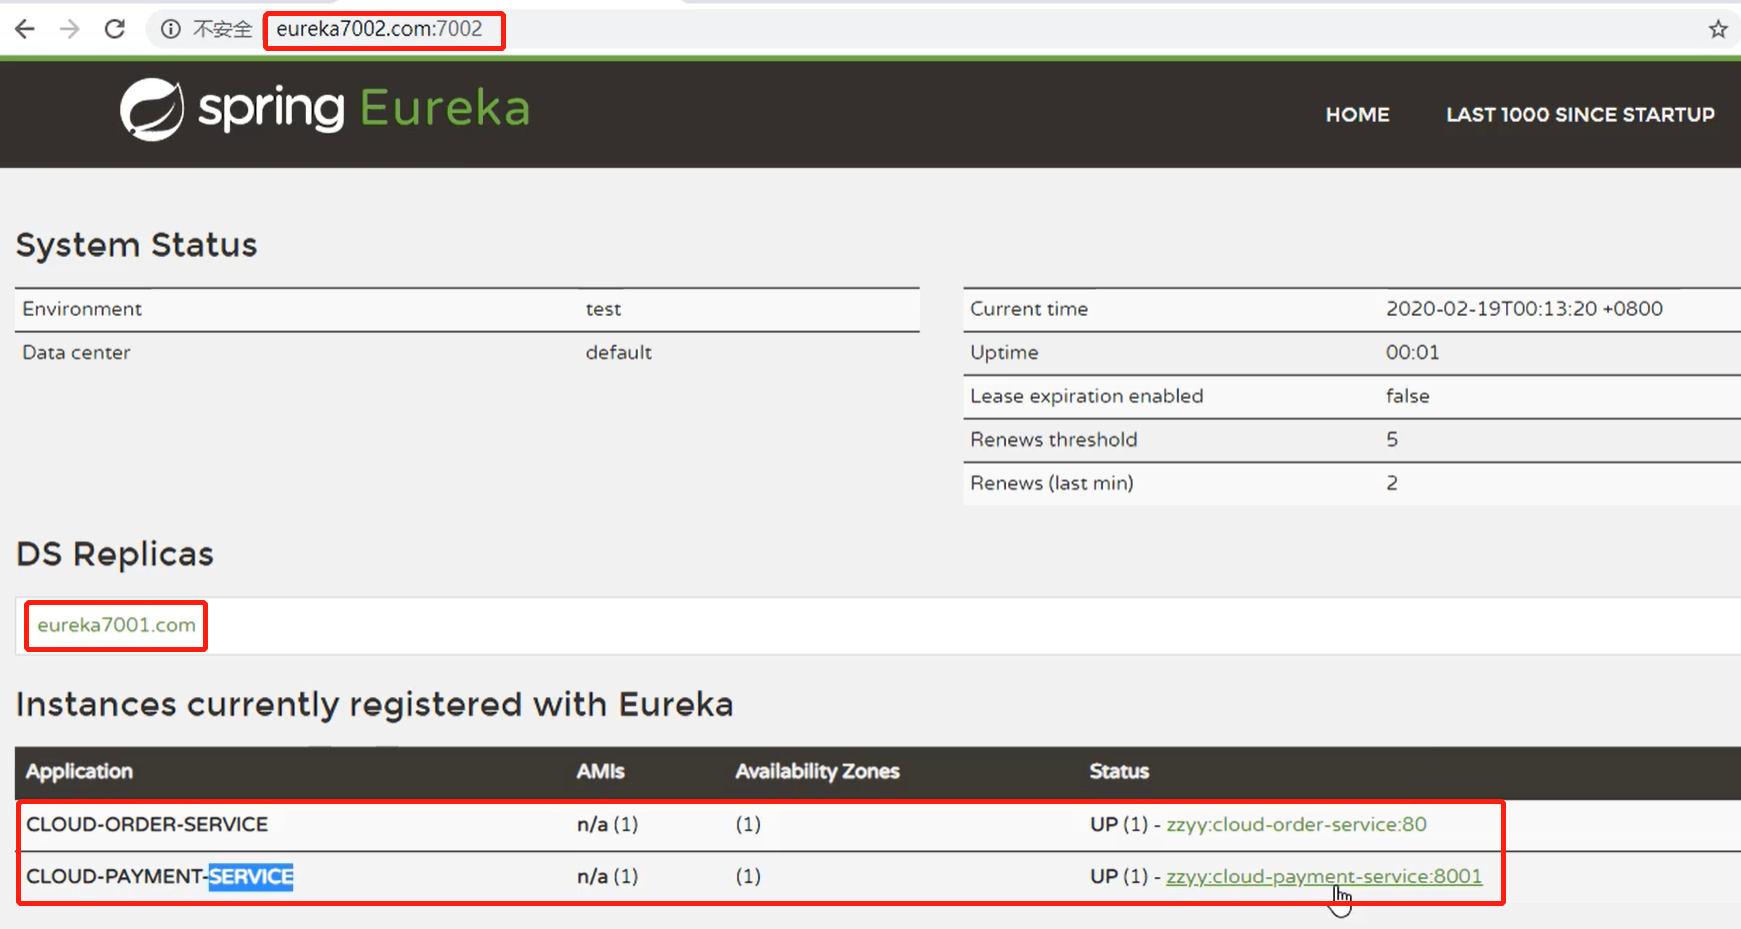 不安全 eureka7002.com:7002
spring Eureka
HOME LAST 1000 SINCE STARTUP
System Status
Environment test
Data center default
Current time 2020-02-19T00:13:20 +0800
Uptime 00:01
Lease expiration enabled false
Renews threshold 5
Renews (last min) 2
DS Replicas
eureka7001.com
Instances currently registered with Eureka
Application AMIs Availability Zones Status
CLOUD-ORDER-SERVICE n/a (1) (1) UP (1) - zzyy:cloud-order-service:80
CLOUD-PAYMENT-SERVICE n/a (1) (1) UP (1) - zzyy:cloud-payment-service:8001